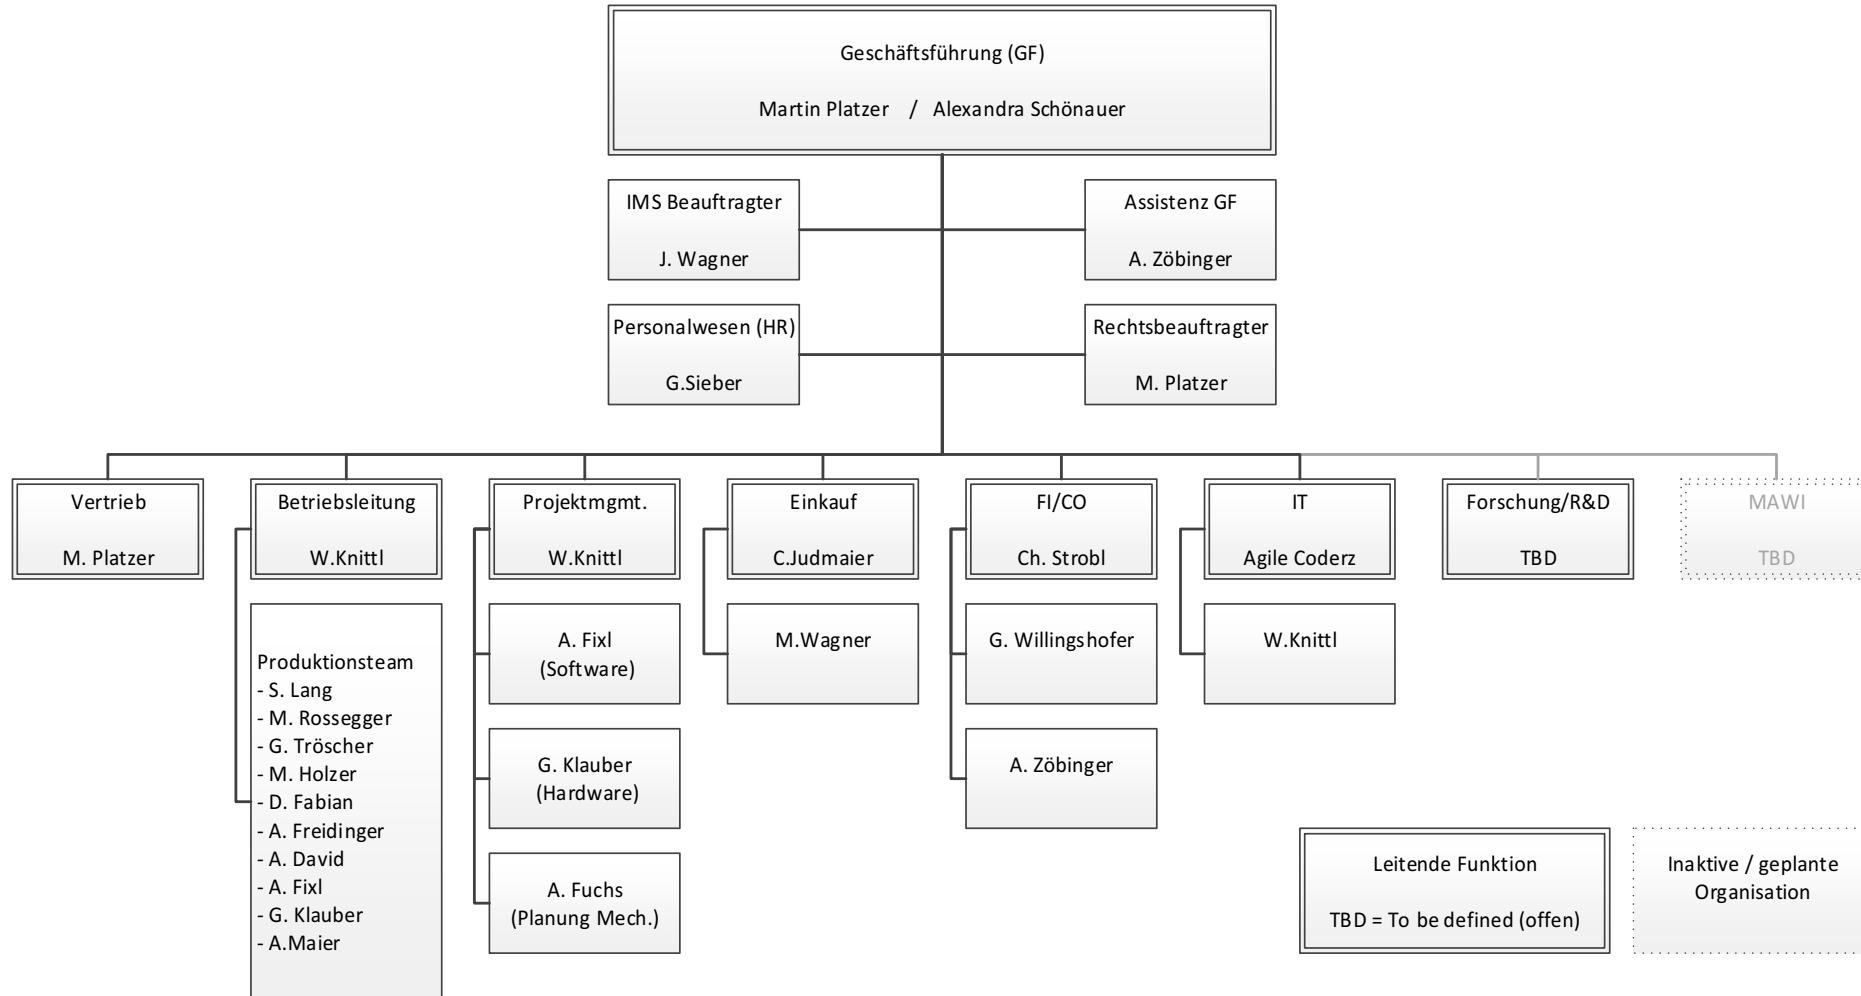 Geschäftsführung (GF)
Martin Platzer / Alexandra Schönauer
IMS Beauftragter
J. Wagner
Assistenz GF
A. Zöbinger
Personalwesen (HR)
G.Sieber
Rechtsbeauftragter
M. Platzer
Vertrieb
M. Platzer
Betriebsleitung
W.Knittl
Projektmgmt.
W.Knittl
Einkauf
C.Judmaier
FI/CO
Ch. Strobl
IT
Agile Coderz
Forschung/R&D
TBD
MAWI
TBD
Produktionsteam
- S. Lang
- M. Rossegger
- G. Tröscher
- M. Holzer
- D. Fabian
- A. Freidinger
- A. David
- A. Fixl
- G. Klauber
- A.Maier
A. Fixl
(Software)
G. Klauber
(Hardware)
A. Fuchs
(Planung Mech.)
M.Wagner
G. Willingshofer
A. Zöbinger
W.Knittl
Leitende Funktion
TBD = To be defined (offen)
Inaktive / geplante
Organisation